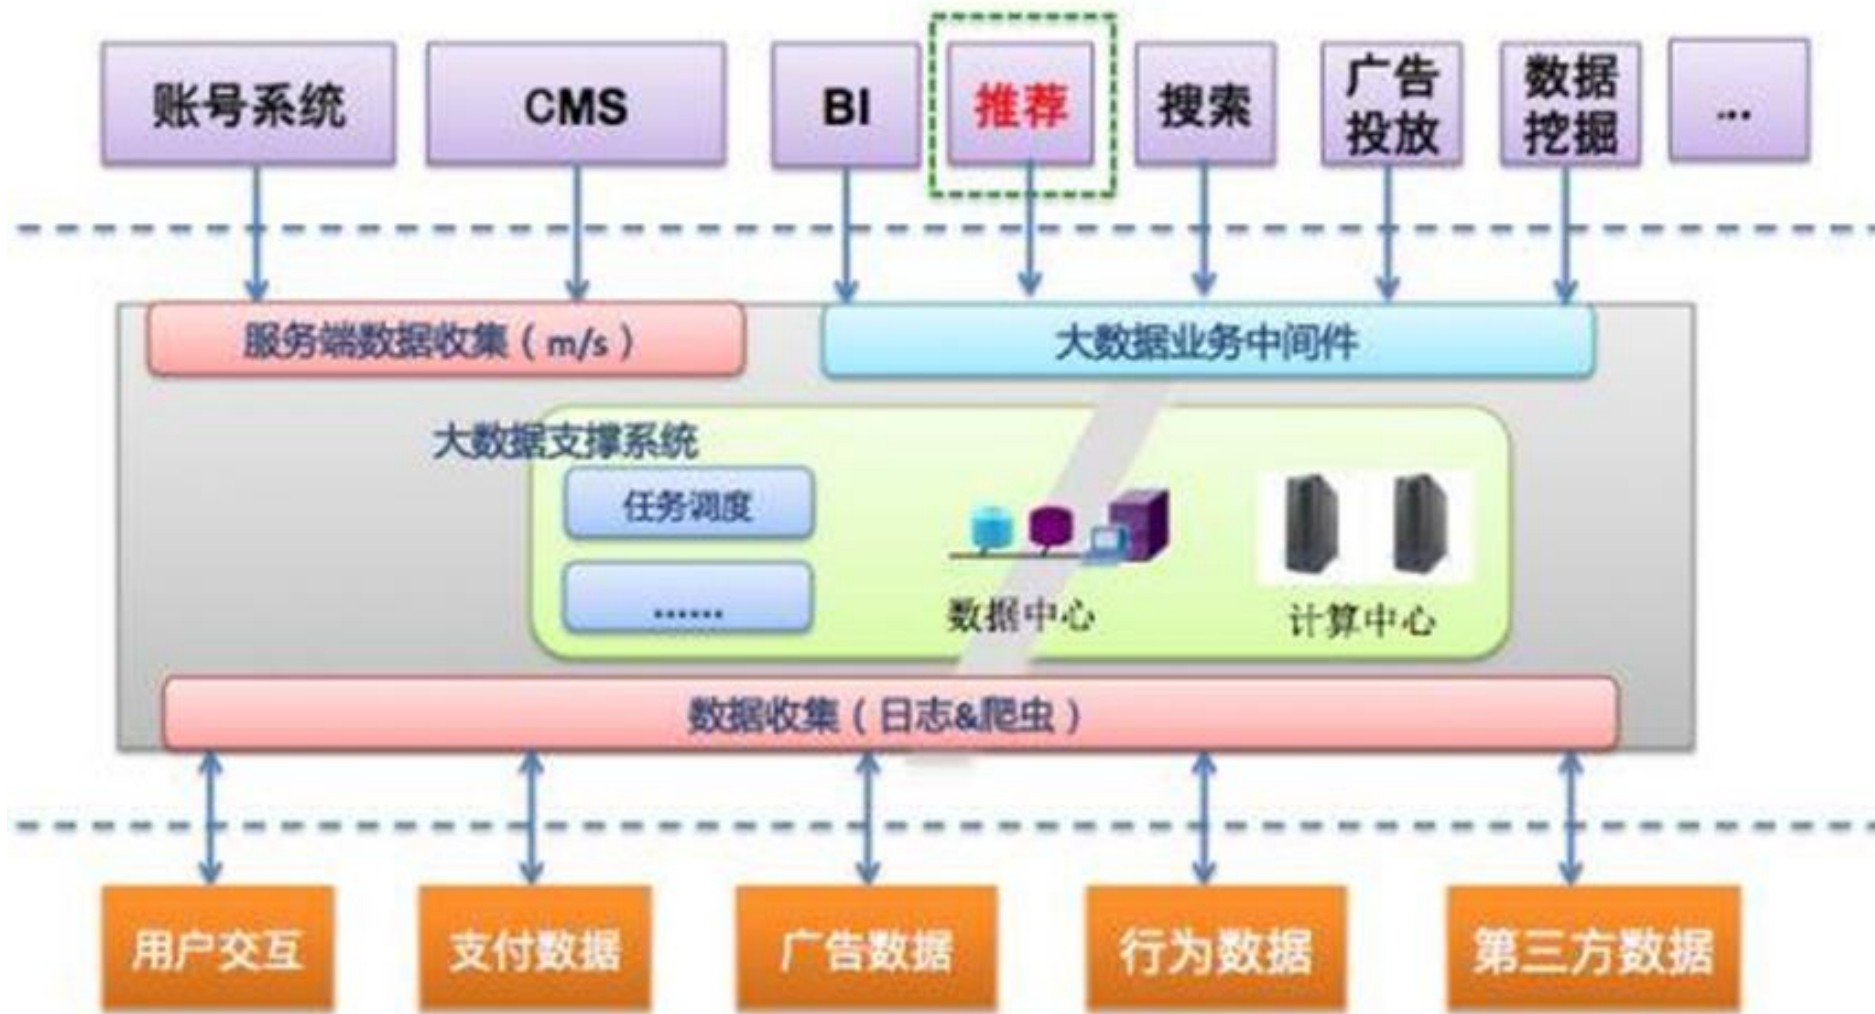 账号系统
CMS
BI
推荐
搜索
广告
投放
数据
挖掘
...
服务端数据收集（m/s）
大数据业务中间件
大数据支撑系统
任务调度
......
数据中心
计算中心
数据收集（日志&爬虫）
用户交互
支付数据
广告数据
行为数据
第三方数据